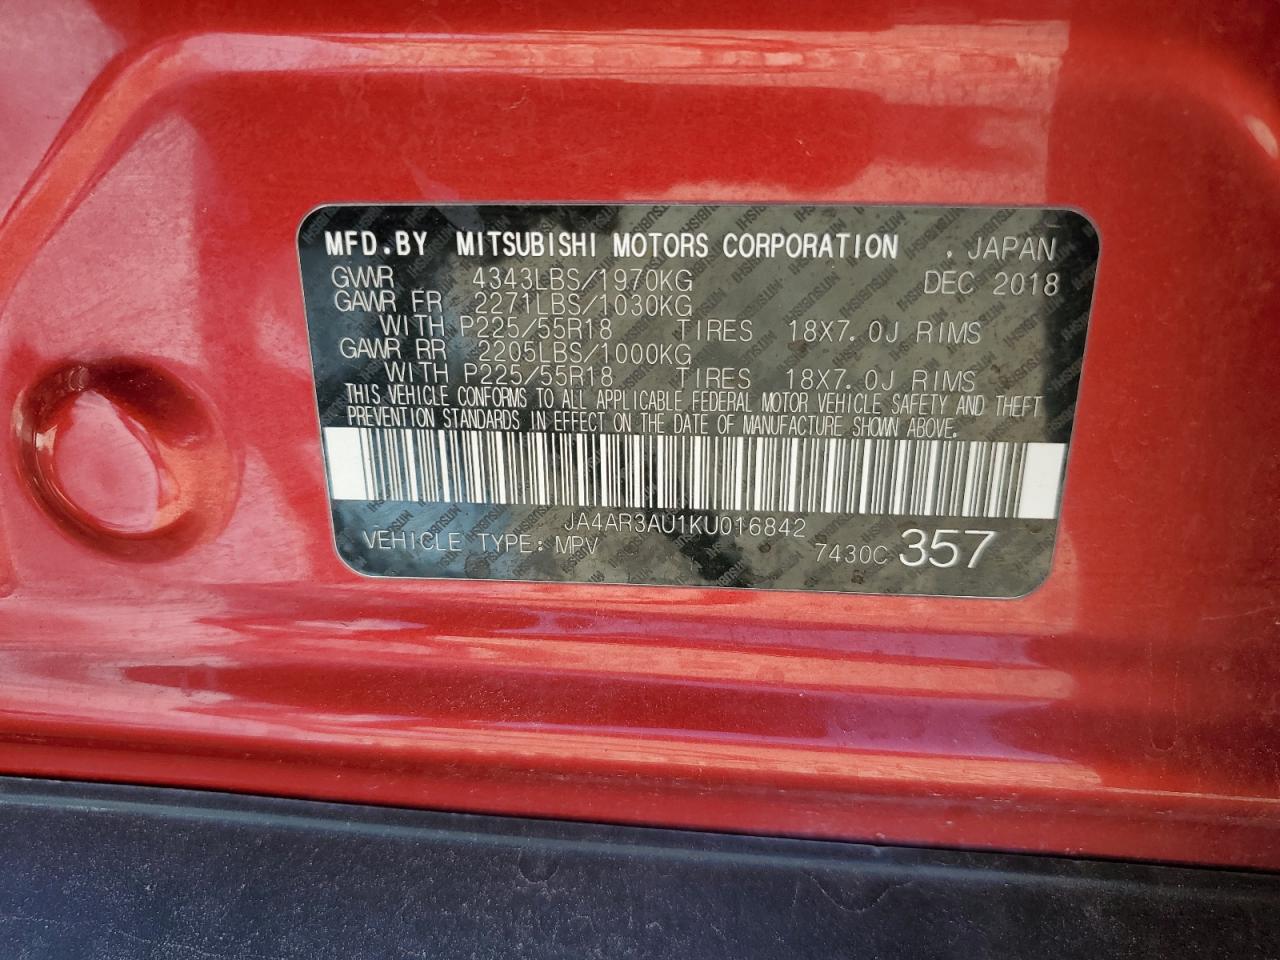 MFD.BY MITSUBISHI MOTORS CORPORATION . JAPAN
GVWR 4343LBS/1970KG DEC 2018
GAWR FR 2271LBS/1030KG
WITH P225/55R18 TIRES 18X7.0J RIMS
GAWR RR 2205LBS/1000KG
WITH P225/55R18 TIRES 18X7.0J RIMS
THIS VEHICLE CONFORMS TO ALL APPLICABLE FEDERAL MOTOR VEHICLE SAFETY AND THEFT
PREVENTION STANDARDS IN EFFECT ON THE DATE OF MANUFACTURE SHOWN ABOVE.
JA4AR3AU1KU016842
VEHICLE TYPE: MPV 7430C 357